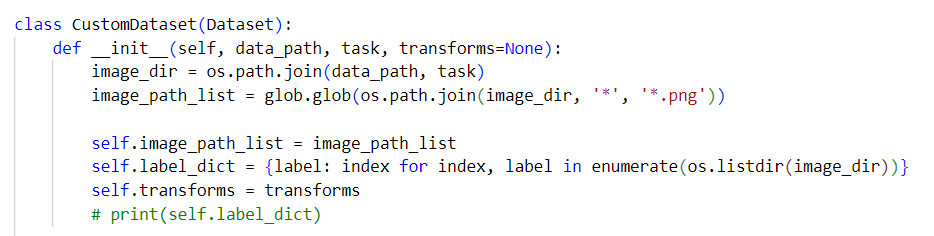 class CustomDataset(Dataset):
    def __init__(self, data_path, task, transforms=None):
        image_dir = os.path.join(data_path, task)
        image_path_list = glob.glob(os.path.join(image_dir, '*', '*.png'))

        self.image_path_list = image_path_list
        self.label_dict = {label: index for index, label in enumerate(os.listdir(image_dir))}
        self.transforms = transforms
        # print(self.label_dict)